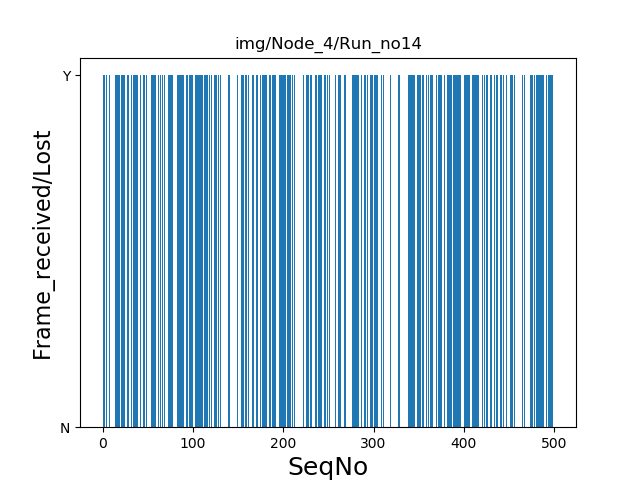 img/Node_4/Run_no14
Y
N
Frame_received/Lost
0 100 200 300 400 500
SeqNo